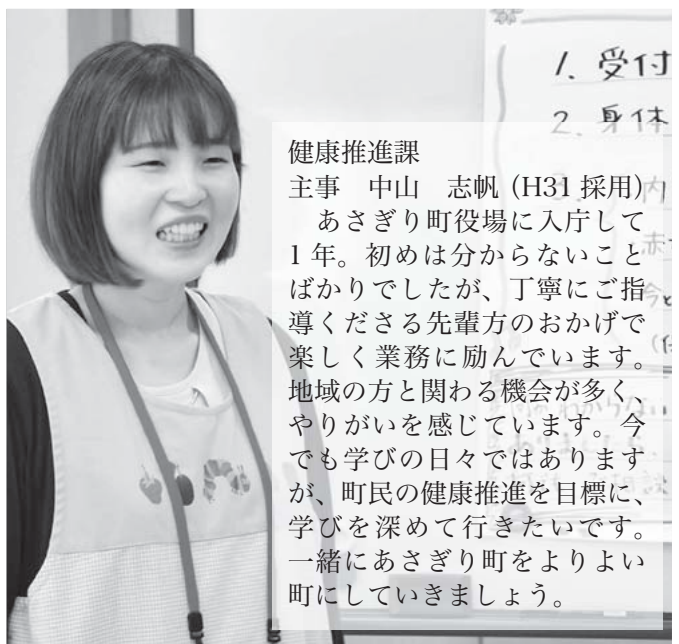 健康推進課
主事　中山　志帆（H31 採用）
　あさぎり町役場に入庁して
1 年。初めは分からないこと
ばかりでしたが、丁寧にご指
導くださる先輩方のおかげで
楽しく業務に励んでいます。
地域の方と関わる機会が多く、
やりがいを感じています。今
でも学びの日々ではあります
が、町民の健康推進を目標に、
学びを深めて行きたいです。
一緒にあさぎり町をよりよい
町にしていきましょう。
1. 受付
2. 身体
内